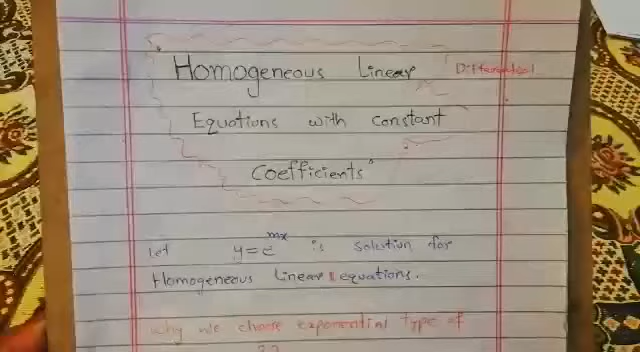 Homogeneous Linear Differential
Equations with constant
Coefficients"
Let y=e^mx is solution for
Homogeneous Linear equations.
why we choose exponential type of
??